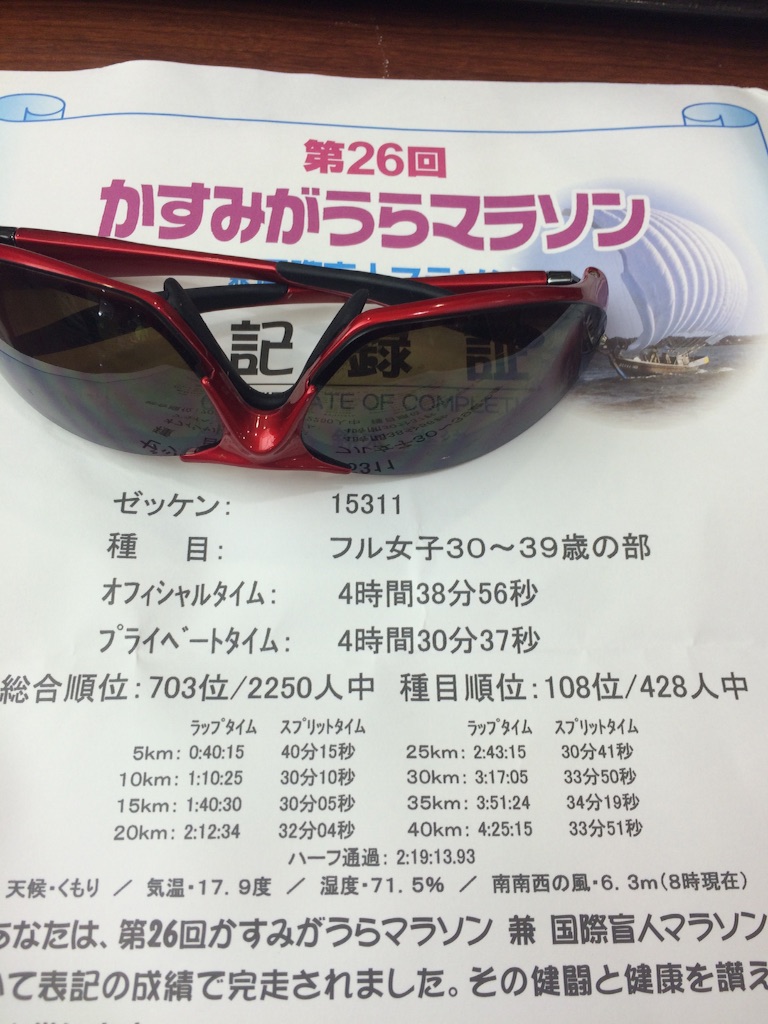 第26回
かすみがうらマラソン
記録証
ゼッケン: 15311
種 目: フル女子30～39歳の部
ｵﾌｨｼｬﾙﾀｲﾑ: 4時間38分56秒
ﾌﾟﾗｲﾍﾞｰﾄﾀｲﾑ: 4時間30分37秒
総合順位:703位/2250人中 種目順位:108位/428人中
ﾗｯﾌﾟﾀｲﾑ ｽﾌﾟﾘｯﾄﾀｲﾑ ﾗｯﾌﾟﾀｲﾑ ｽﾌﾟﾘｯﾄﾀｲﾑ
5km: 0:40:15 40分15秒 25km: 2:43:15 30分41秒
10km: 1:10:25 30分10秒 30km: 3:17:05 33分50秒
15km: 1:40:30 30分05秒 35km: 3:51:24 34分19秒
20km: 2:12:34 32分04秒 40km: 4:25:15 33分51秒
ハーフ通過: 2:19:13.93
天候・くもり ／ 気温・17.9度 ／ 湿度・71.5% ／ 南南西の風・6.3m(8時現在)
あなたは、第26回かすみがうらマラソン 兼 国際盲人マラソン
いて表記の成績で完走されました。その健闘と健康を讃え